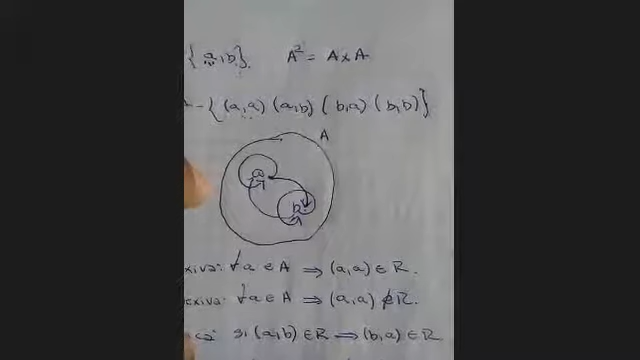 {a,b}. A² = A×A
={(a,a) (a,b) (b,a) (b,b)}
A
a
b
xiva: ∀a∈A ⟹ (a,a)∈R.
exiva: ∀a∈A ⟹ (a,a)∉R.
si (a,b)∈R ⟹ (b,a)∈R